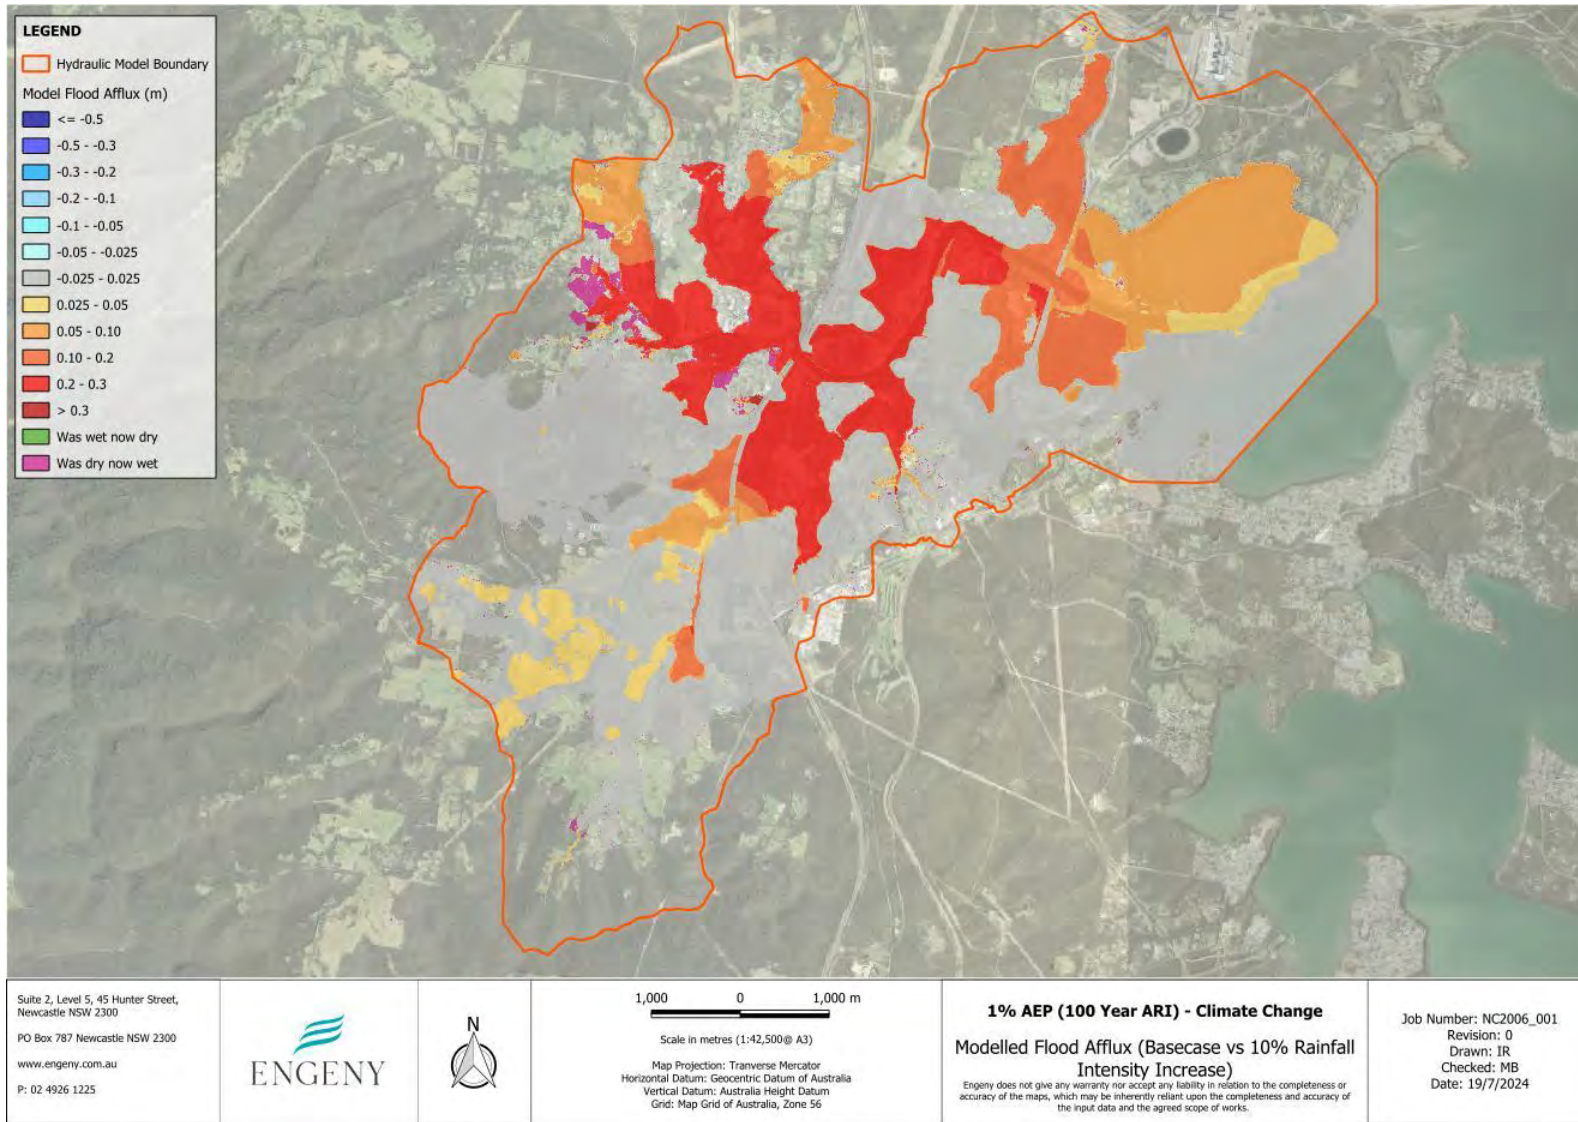 LEGEND
Hydraulic Model Boundary
Model Flood Afflux (m)
<= -0.5
-0.5 - -0.3
-0.3 - -0.2
-0.2 - -0.1
-0.1 - -0.05
-0.05 - -0.025
-0.025 - 0.025
0.025 - 0.05
0.05 - 0.10
0.10 - 0.2
0.2 - 0.3
> 0.3
Was wet now dry
Was dry now wet
Suite 2, Level 5, 45 Hunter Street,
Newcastle NSW 2300
PO Box 787 Newcastle NSW 2300
www.engeny.com.au
P: 02 4926 1225
ENGENY
N
1,000 0 1,000 m
Scale in metres (1:42,500@ A3)
Map Projection: Tranverse Mercator
Horizontal Datum: Geocentric Datum of Australia
Vertical Datum: Australia Height Datum
Grid: Map Grid of Australia, Zone 56
1% AEP (100 Year ARI) - Climate Change
Modelled Flood Afflux (Basecase vs 10% Rainfall
Intensity Increase)
Engeny does not give any warranty nor accept any liability in relation to the completeness or
accuracy of the maps, which may be inherently reliant upon the completeness and accuracy of
the input data and the agreed scope of works.
Job Number: NC2006_001
Revision: 0
Drawn: IR
Checked: MB
Date: 19/7/2024